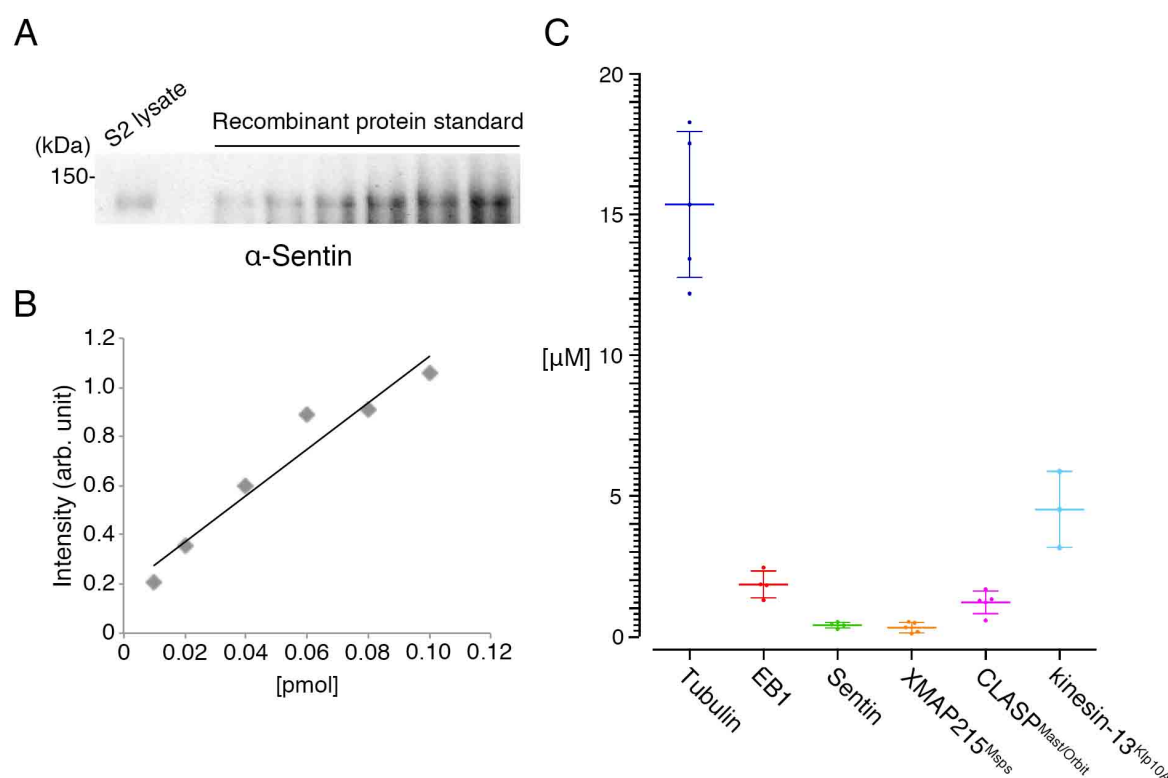 A
S2 lysate
Recombinant protein standard
(kDa)
150-
α-Sentin
B
Intensity (arb. unit)
1.2
1.0
0.8
0.6
0.4
0.2
0
0 0.02 0.04 0.06 0.08 0.10 0.12
[pmol]
C
[µM]
20
15
10
5
0
Tubulin
EB1
Sentin
XMAP215Msps
CLASPMast/Orbit
kinesin-13Klp10A